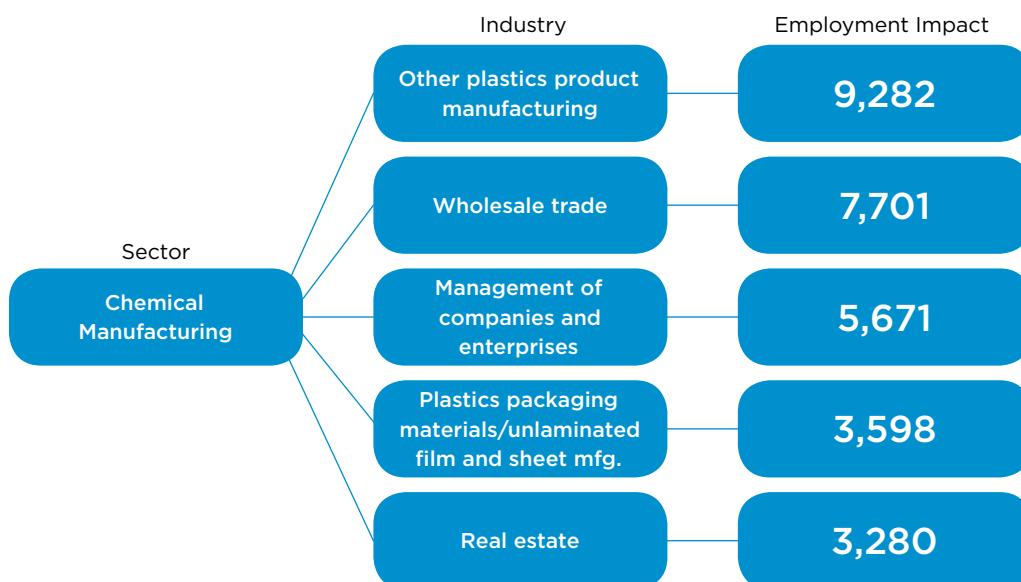 Industry
Employment Impact
Other plastics product
manufacturing
9,282
Wholesale trade
7,701
Sector
Chemical
Manufacturing
Management of
companies and
enterprises
5,671
Plastics packaging
materials/unlaminated
film and sheet mfg.
3,598
Real estate
3,280